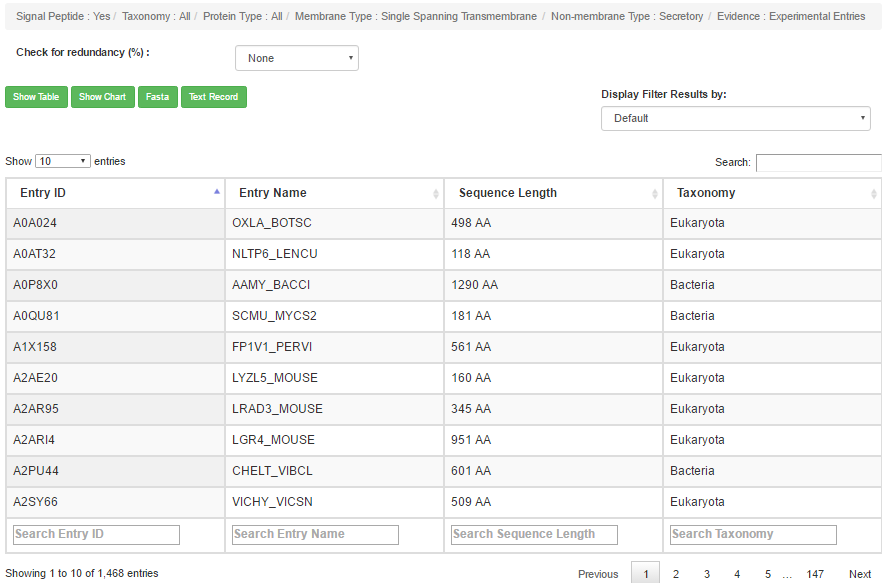 Signal Peptide : Yes / Taxonomy : All / Protein Type : All / Membrane Type : Single Spanning Transmembrane / Non-membrane Type : Secretory / Evidence : Experimental Entries
Check for redundancy (%) : None
Show Table Show Chart Fasta Text Record
Display Filter Results by:
Default
Show 10 entries Search:
Entry ID Entry Name Sequence Length Taxonomy
A0A024 OXLA_BOTSC 498 AA Eukaryota
A0AT32 NLTP6_LENCU 118 AA Eukaryota
A0P8X0 AAMY_BACCI 1290 AA Bacteria
A0QU81 SCMU_MYCS2 181 AA Bacteria
A1X158 FP1V1_PERVI 561 AA Eukaryota
A2AE20 LYZL5_MOUSE 160 AA Eukaryota
A2AR95 LRAD3_MOUSE 345 AA Eukaryota
A2ARI4 LGR4_MOUSE 951 AA Eukaryota
A2PU44 CHELT_VIBCL 601 AA Bacteria
A2SY66 VICHY_VICSN 509 AA Eukaryota
Search Entry ID Search Entry Name Search Sequence Length Search Taxonomy
Showing 1 to 10 of 1,468 entries Previous 1 2 3 4 5 ... 147 Next